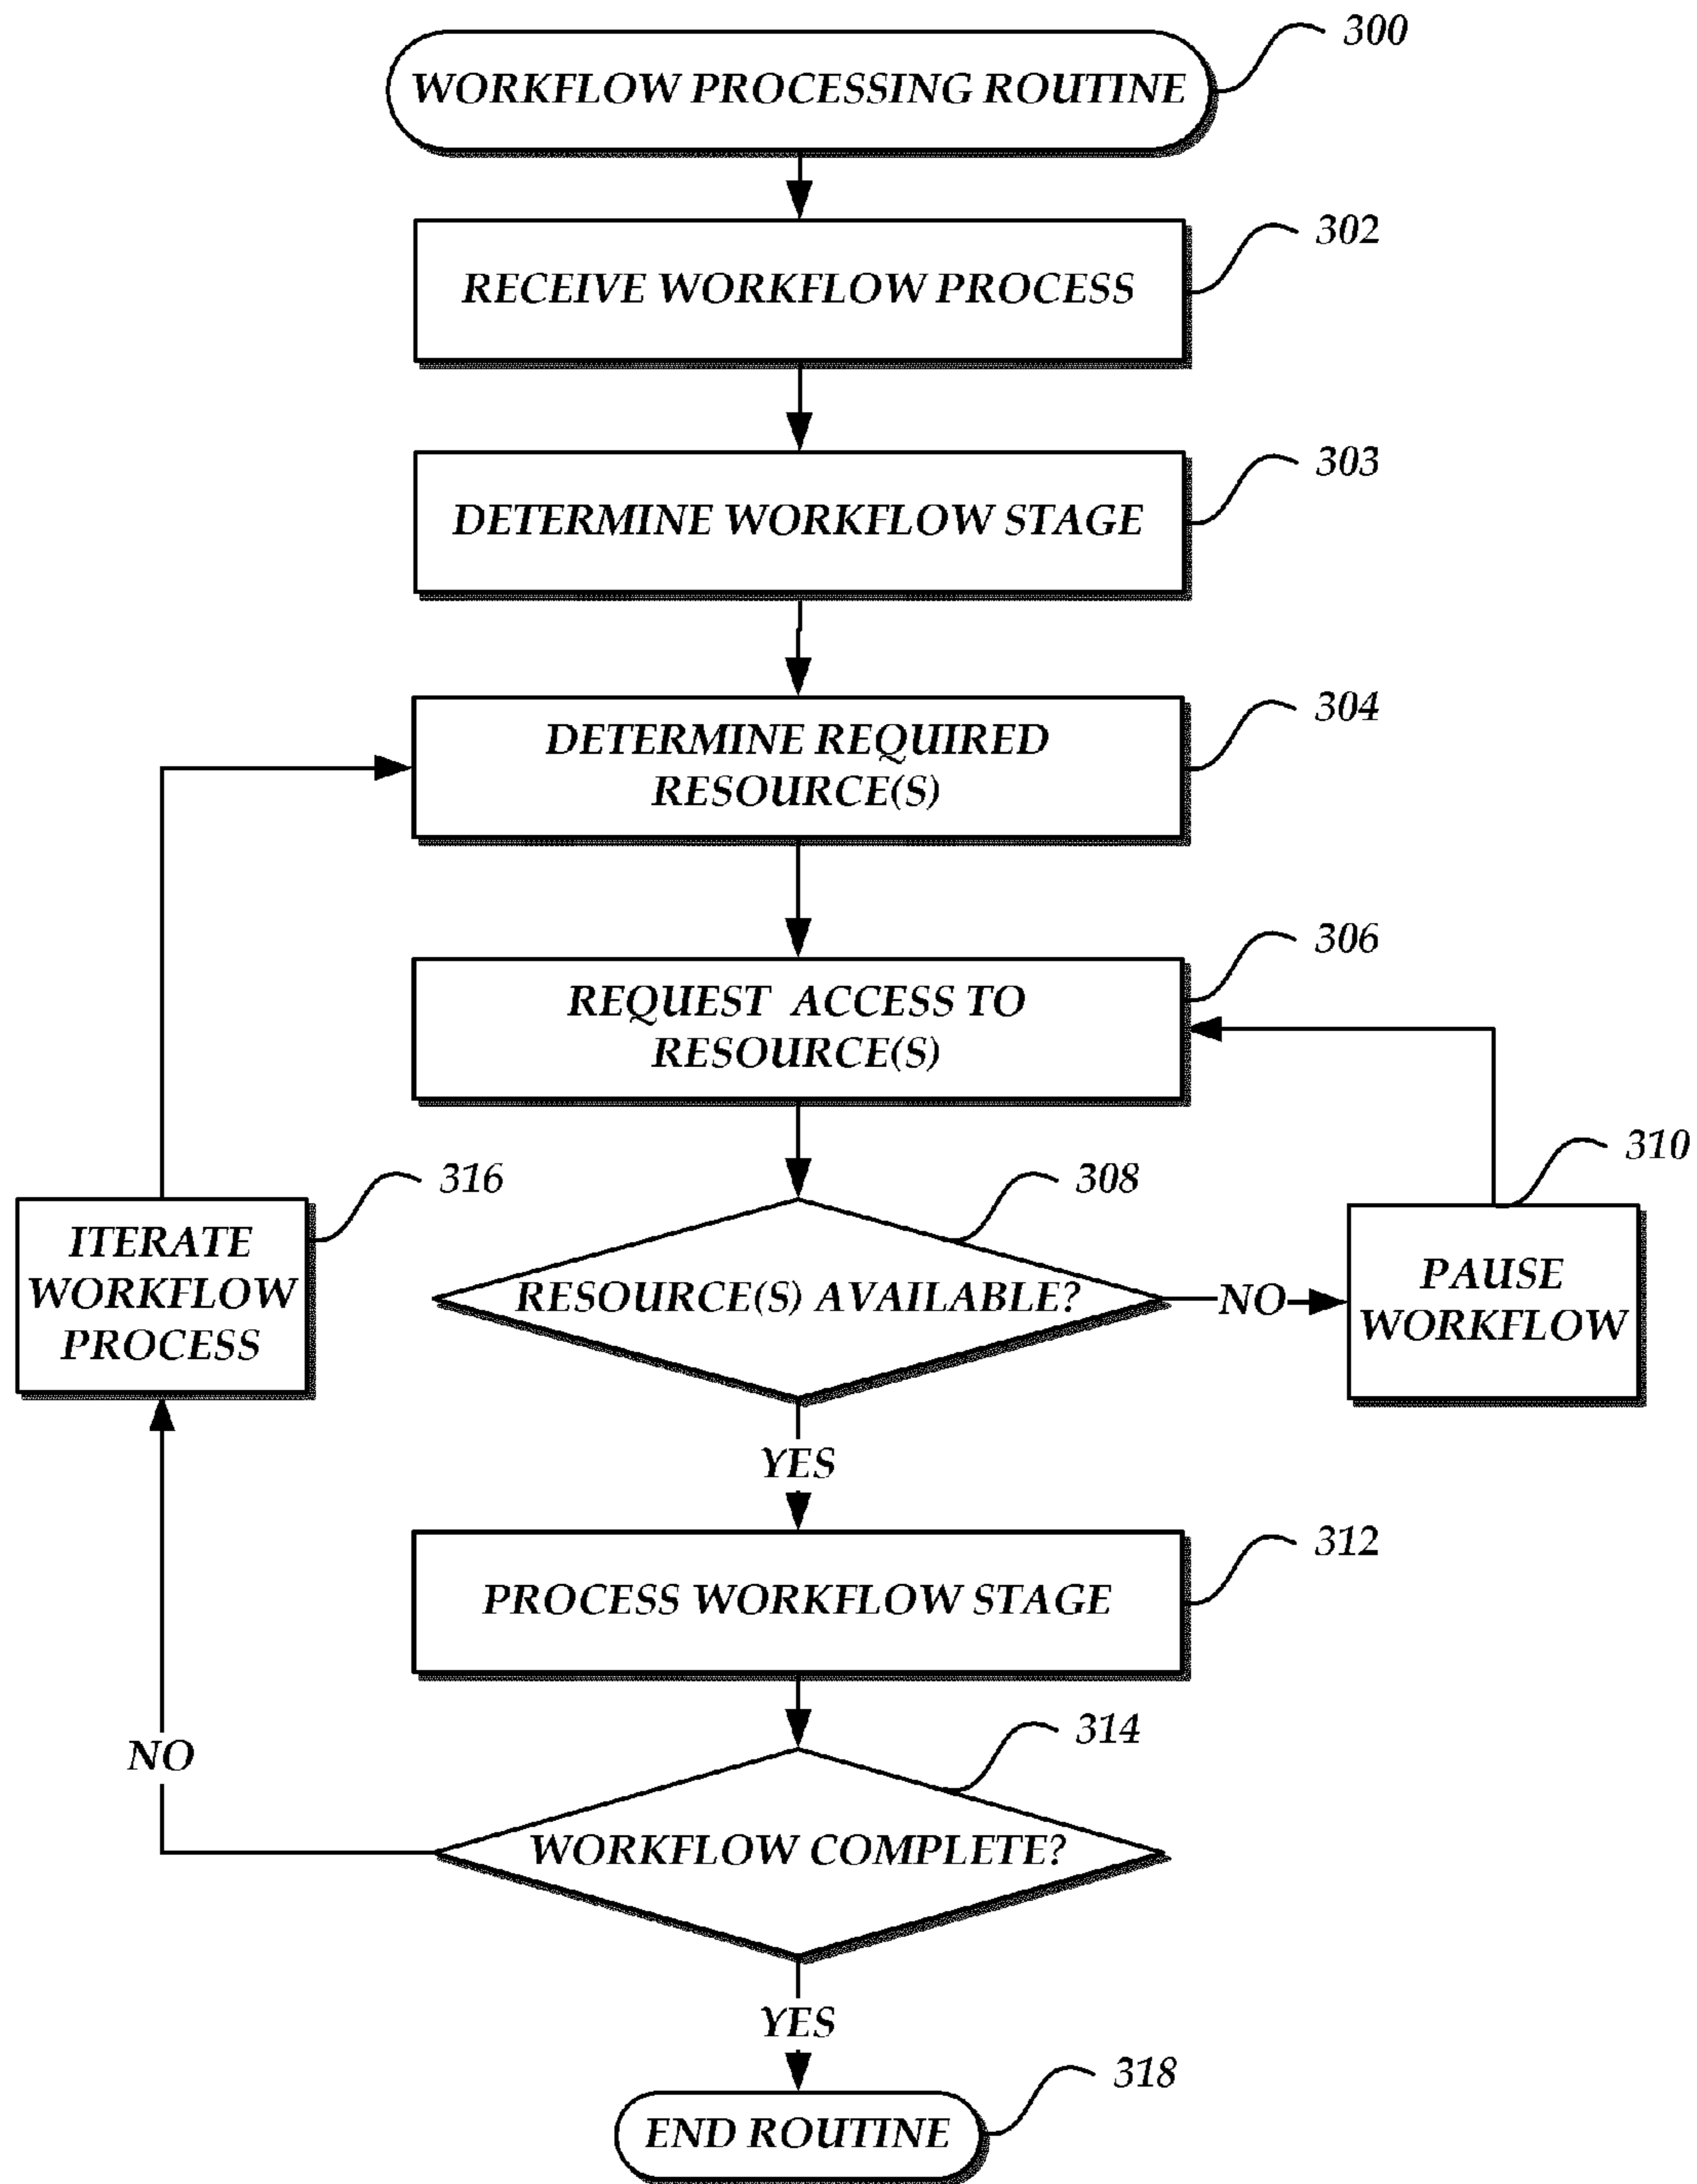 300
WORKFLOW PROCESSING ROUTINE
302
RECEIVE WORKFLOW PROCESS
303
DETERMINE WORKFLOW STAGE
304
DETERMINE REQUIRED
RESOURCE(S)
306
REQUEST ACCESS TO
RESOURCE(S)
310
316
308
ITERATE
WORKFLOW
PROCESS
RESOURCE(S) AVAILABLE?
NO
PAUSE
WORKFLOW
YES
312
PROCESS WORKFLOW STAGE
314
NO
WORKFLOW COMPLETE?
YES
318
END ROUTINE